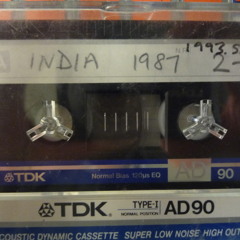 INDIA 1987 1993.5
2-
TDK Normal Bias 120µs EQ AD 90
TDK TYPE-I NORMAL POSITION AD90
ACOUSTIC DYNAMIC CASSETTE SUPER LOW NOISE HIGH OUT